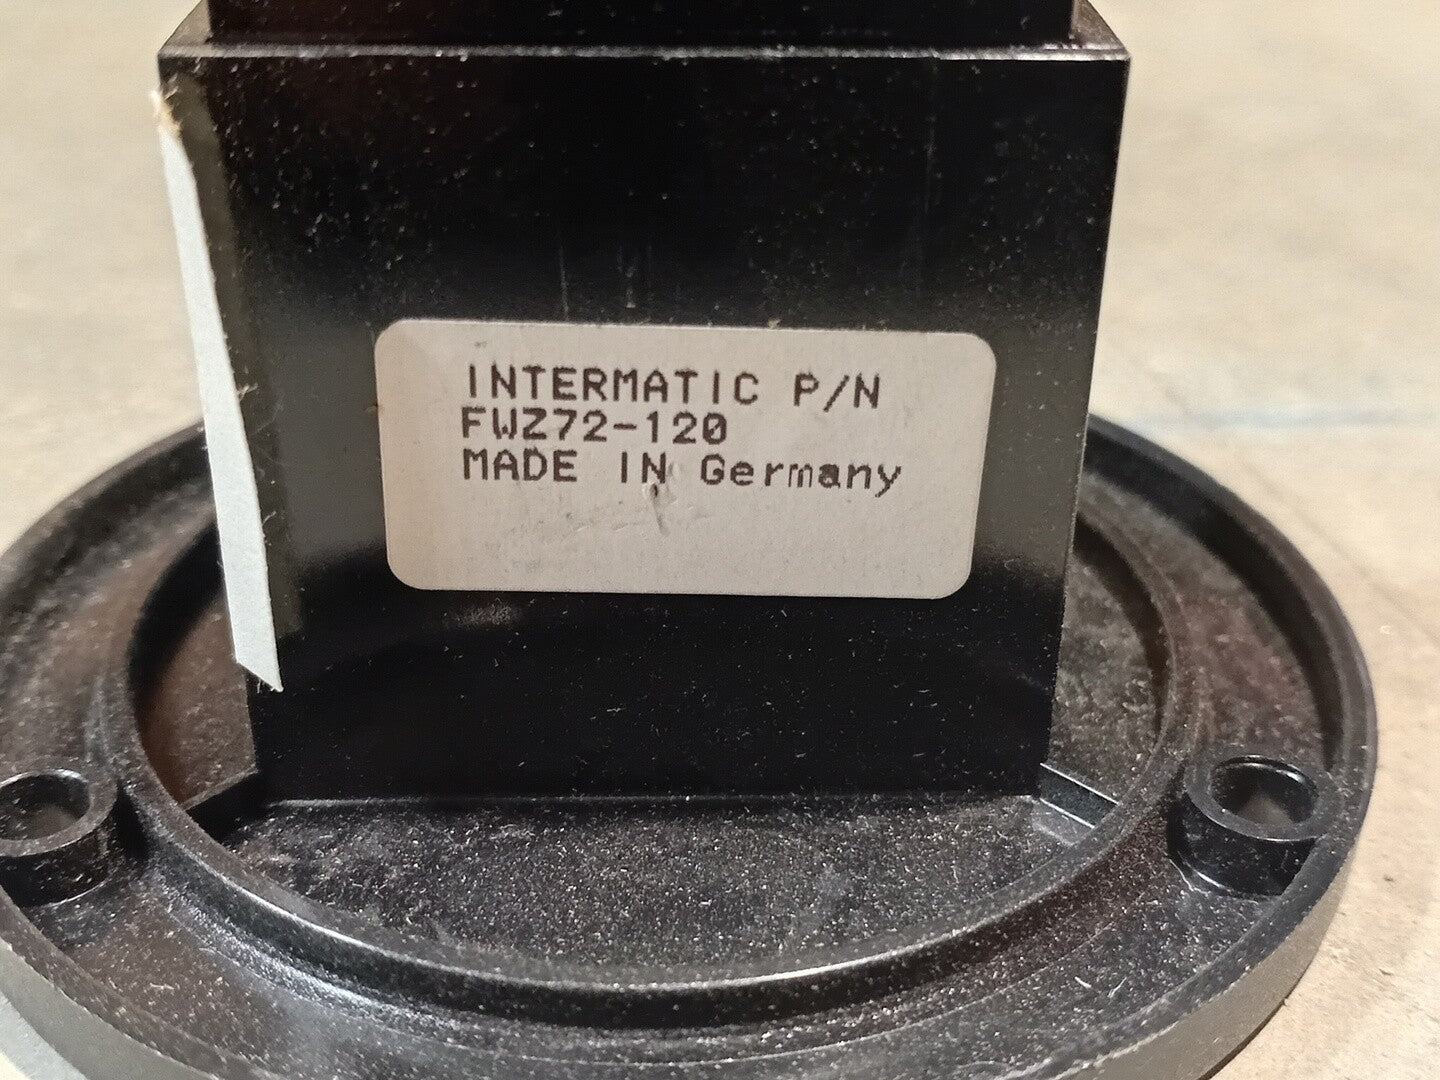 INTERMATIC P/N
FWZ72-120
MADE IN Germany